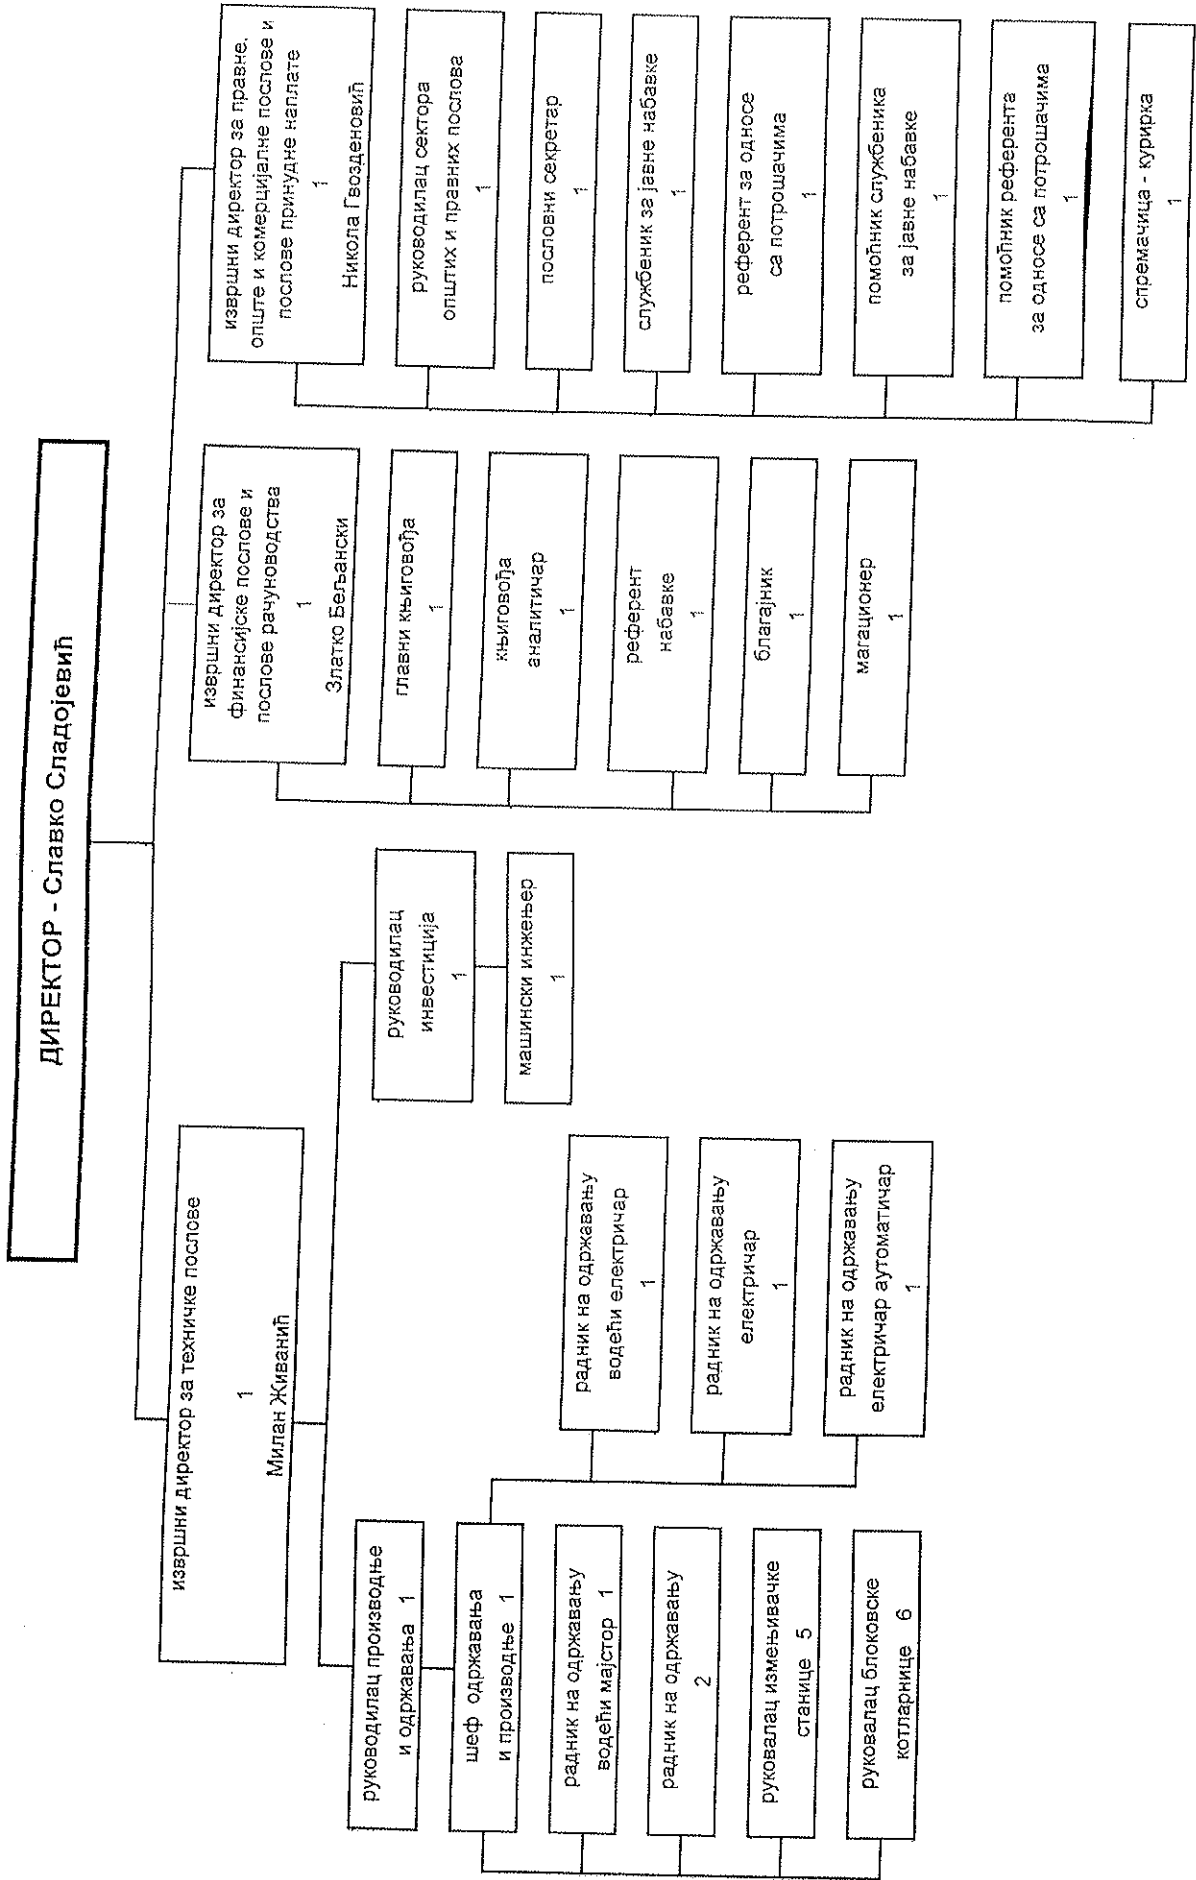 ДИРЕКТОР - Славко Сладојевић
извршни директор за техничке послове
1
Милан Живанић
руководилац производње
и одржавања 1
шеф одржавања
и производње 1
радник на одржавању
водећи мајстор 1
радник на одржавању
2
руковалац измењивачке
станице 5
руковалац блоковске
котларнице 6
радник на одржавању
водећи електричар
1
радник на одржавању
електричар
1
радник на одржавању
електричар аутоматичар
1
руководилац
инвестиција
1
машински инжењер
1
извршни директор за
финансијске послове и
послове рачуноводства
1
Златко Бељански
главни књиговођа
1
књиговођа
аналитичар
1
референт
набавке
1
благајник
1
магационер
1
извршни директор за правне,
опште и комерцијалне послове и
послове принудне наплате
1
Никола Гвозденовић
руководилац сектора
општих и правних послова
1
пословни секретар
1
службеник за јавне набавке
1
референт за односе
са потрошачима
1
помоћник службеника
за јавне набавке
1
помоћник референта
за односе са потрошачима
1
спремачица - курирка
1